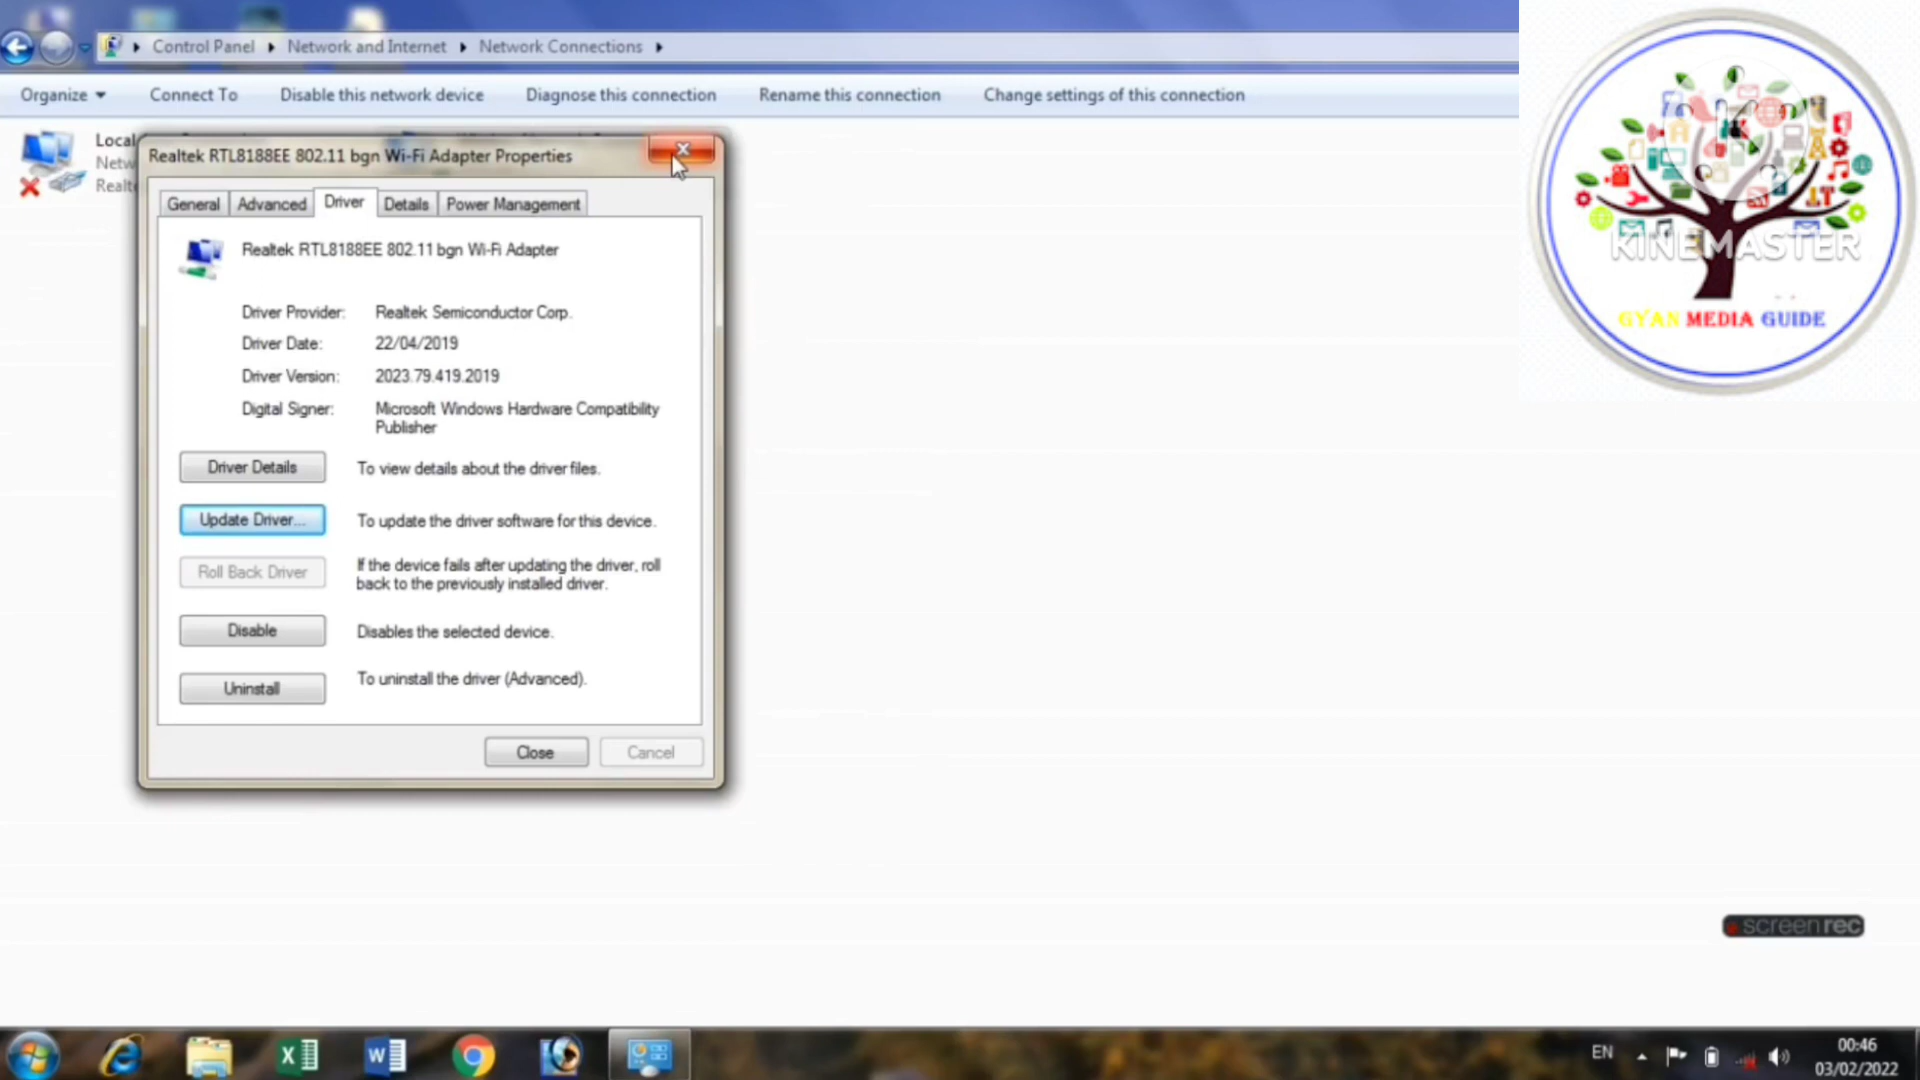 Control Panel Network and Internet Network Connections
Organize Connect To Disable this network device Diagnose this connection Rename this connection Change settings of this connection
Local
Netw
Realte
Realtek RTL8188EE 802.11 bgn Wi-Fi Adapter Properties
General Advanced Driver Details Power Management
Realtek RTL8188EE 802.11 bgn Wi-Fi Adapter
Driver Provider: Realtek Semiconductor Corp.
Driver Date: 22/04/2019
Driver Version: 2023.79.419.2019
Digital Signer: Microsoft Windows Hardware Compatibility
Publisher
Driver Details To view details about the driver files.
Update Driver... To update the driver software for this device.
Roll Back Driver If the device fails after updating the driver, roll
back to the previously installed driver.
Disable Disables the selected device.
Uninstall To uninstall the driver (Advanced).
Close Cancel
KINEMASTER
GYAN MEDIA GUIDE
screenrec
EN
00:46
03/02/2022